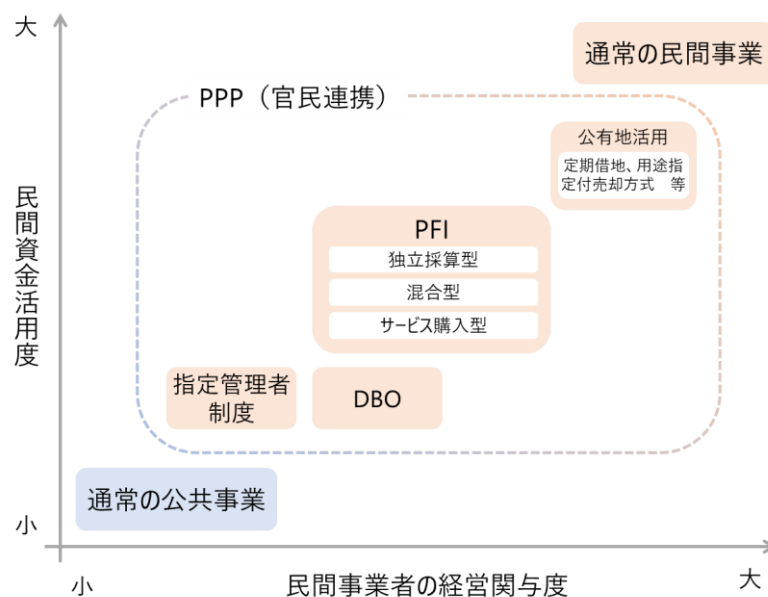 大
通常の民間事業
PPP（官民連携）
公有地活用
定期借地、用途指
定付売却方式　等
民間資金活用度
PFI
独立採算型
混合型
サービス購入型
指定管理者
制度
DBO
通常の公共事業
小
小
民間事業者の経営関与度
大